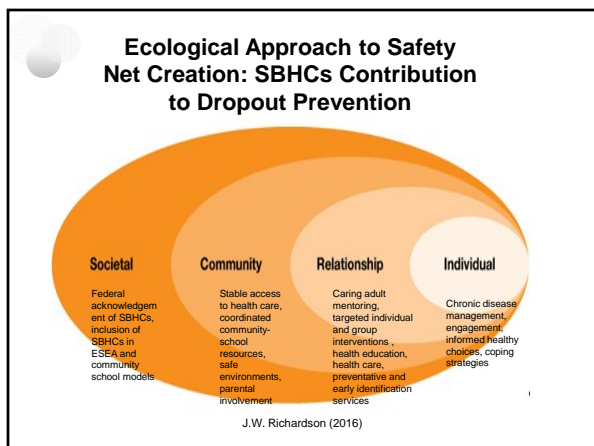 Ecological Approach to Safety
Net Creation: SBHCs Contribution
to Dropout Prevention
Societal
Federal
acknowledgem
ent of SBHCs,
inclusion of
SBHCs in
ESEA and
community
school models
Community
Stable access
to health care,
coordinated
community-
school
resources,
safe
environments,
parental
involvement
Relationship
Caring adult
mentoring,
targeted individual
and group
interventions ,
health education,
health care,
preventative and
early identification
services
Individual
Chronic disease
management,
engagement,
informed healthy
choices, coping
strategies
J.W. Richardson (2016)